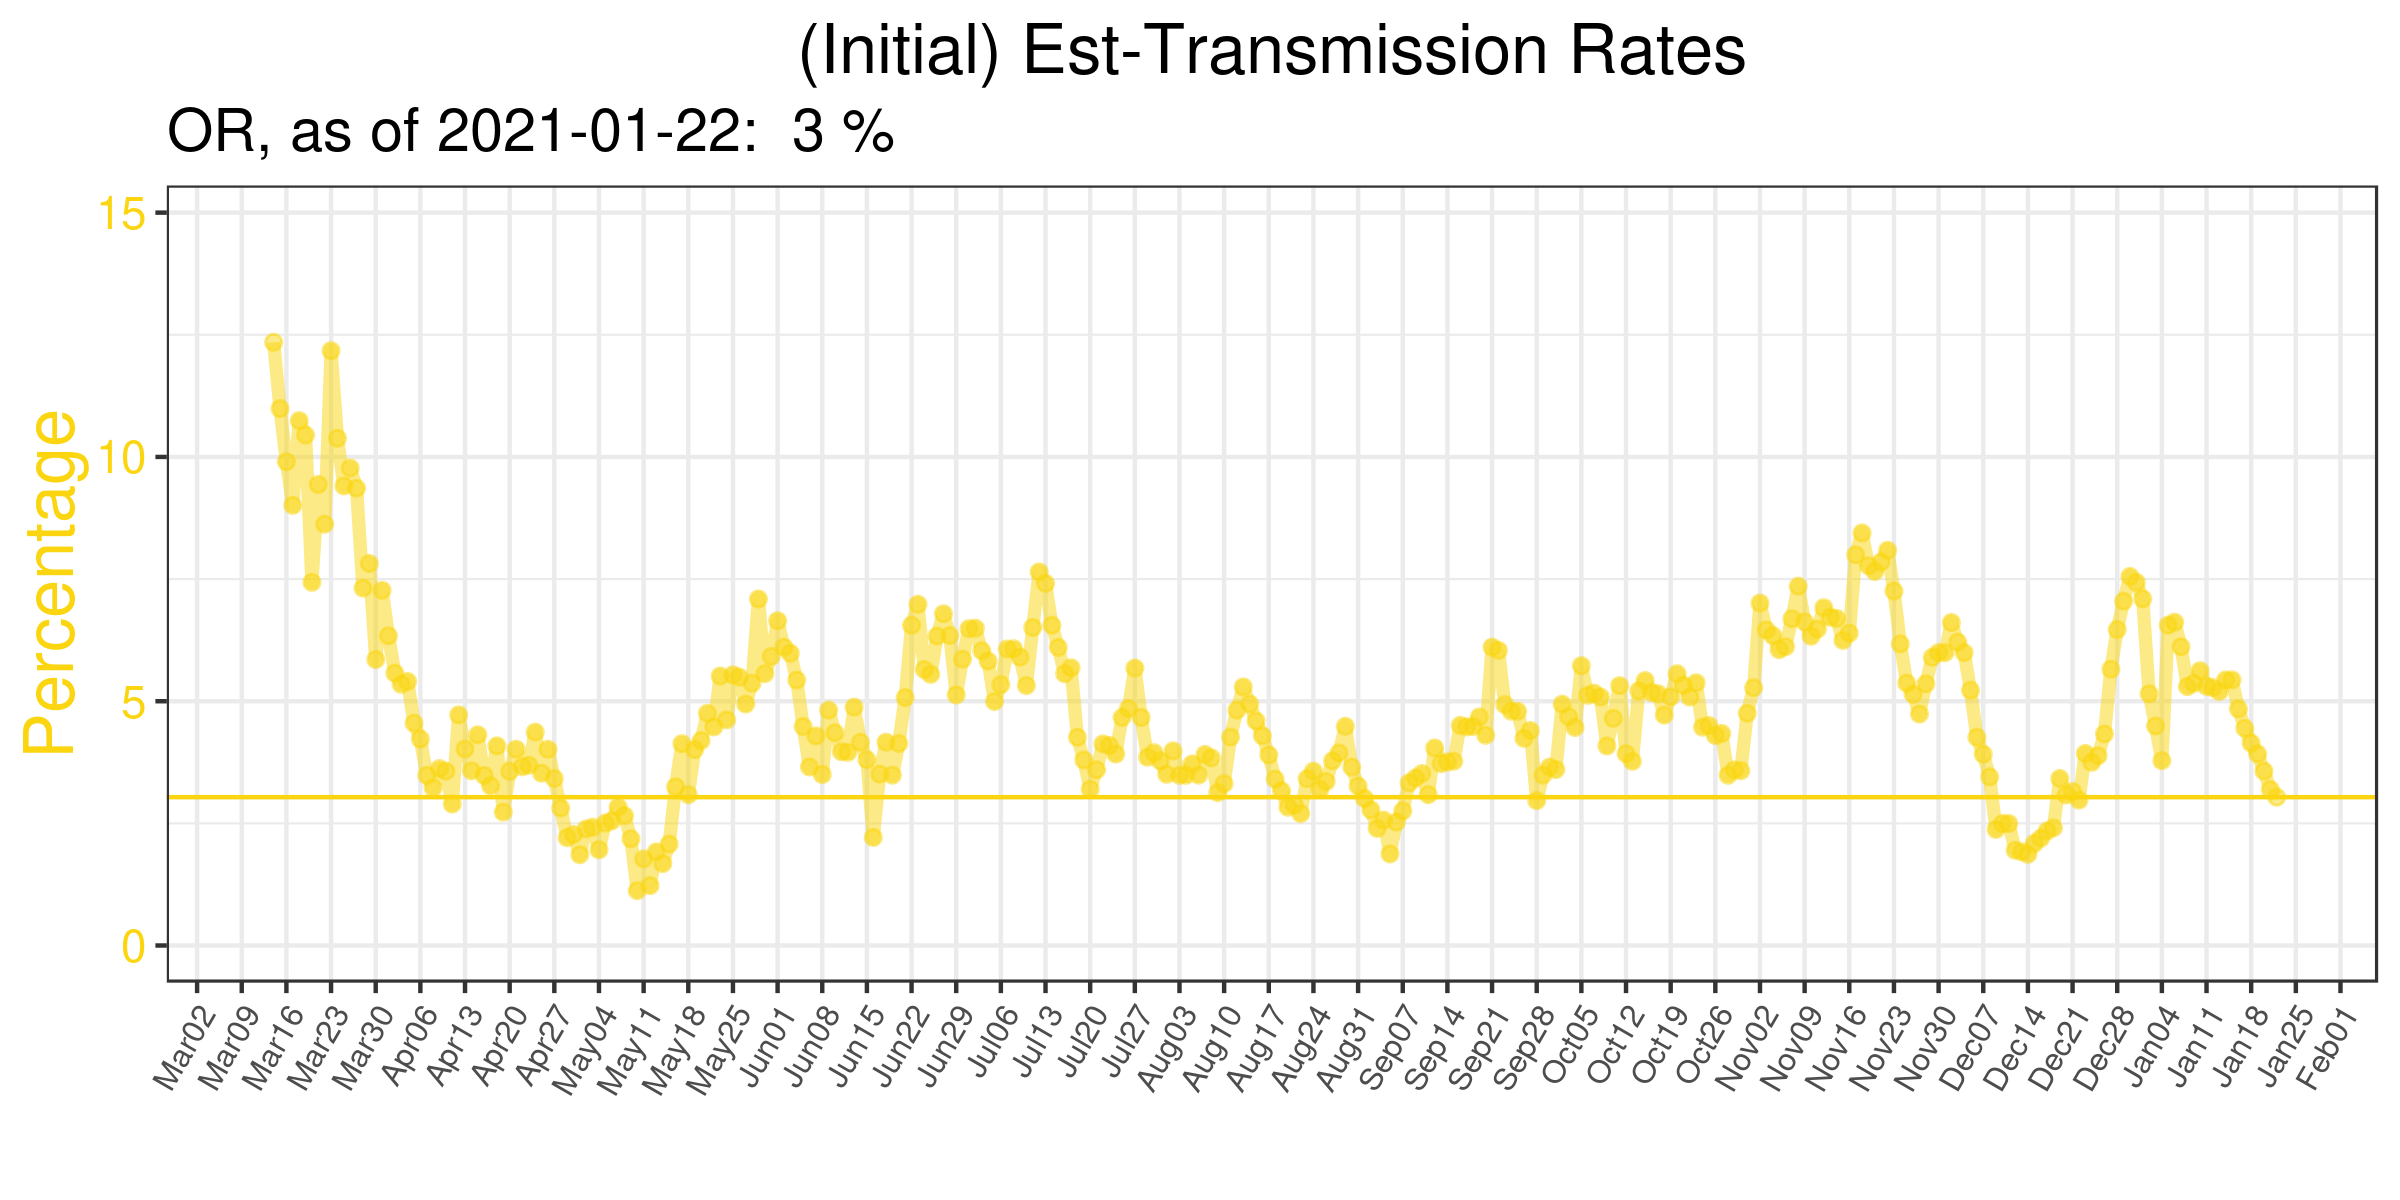 (Initial) Est-Transmission Rates
OR, as of 2021-01-22:  3 %
Percentage
15
10
5
0
Mar02 Mar09 Mar16 Mar23 Mar30 Apr06 Apr13 Apr20 Apr27 May04 May11 May18 May25 Jun01 Jun08 Jun15 Jun22 Jun29 Jul06 Jul13 Jul20 Jul27 Aug03 Aug10 Aug17 Aug24 Aug31 Sep07 Sep14 Sep21 Sep28 Oct05 Oct12 Oct19 Oct26 Nov02 Nov09 Nov16 Nov23 Nov30 Dec07 Dec14 Dec21 Dec28 Jan04 Jan11 Jan18 Jan25 Feb01